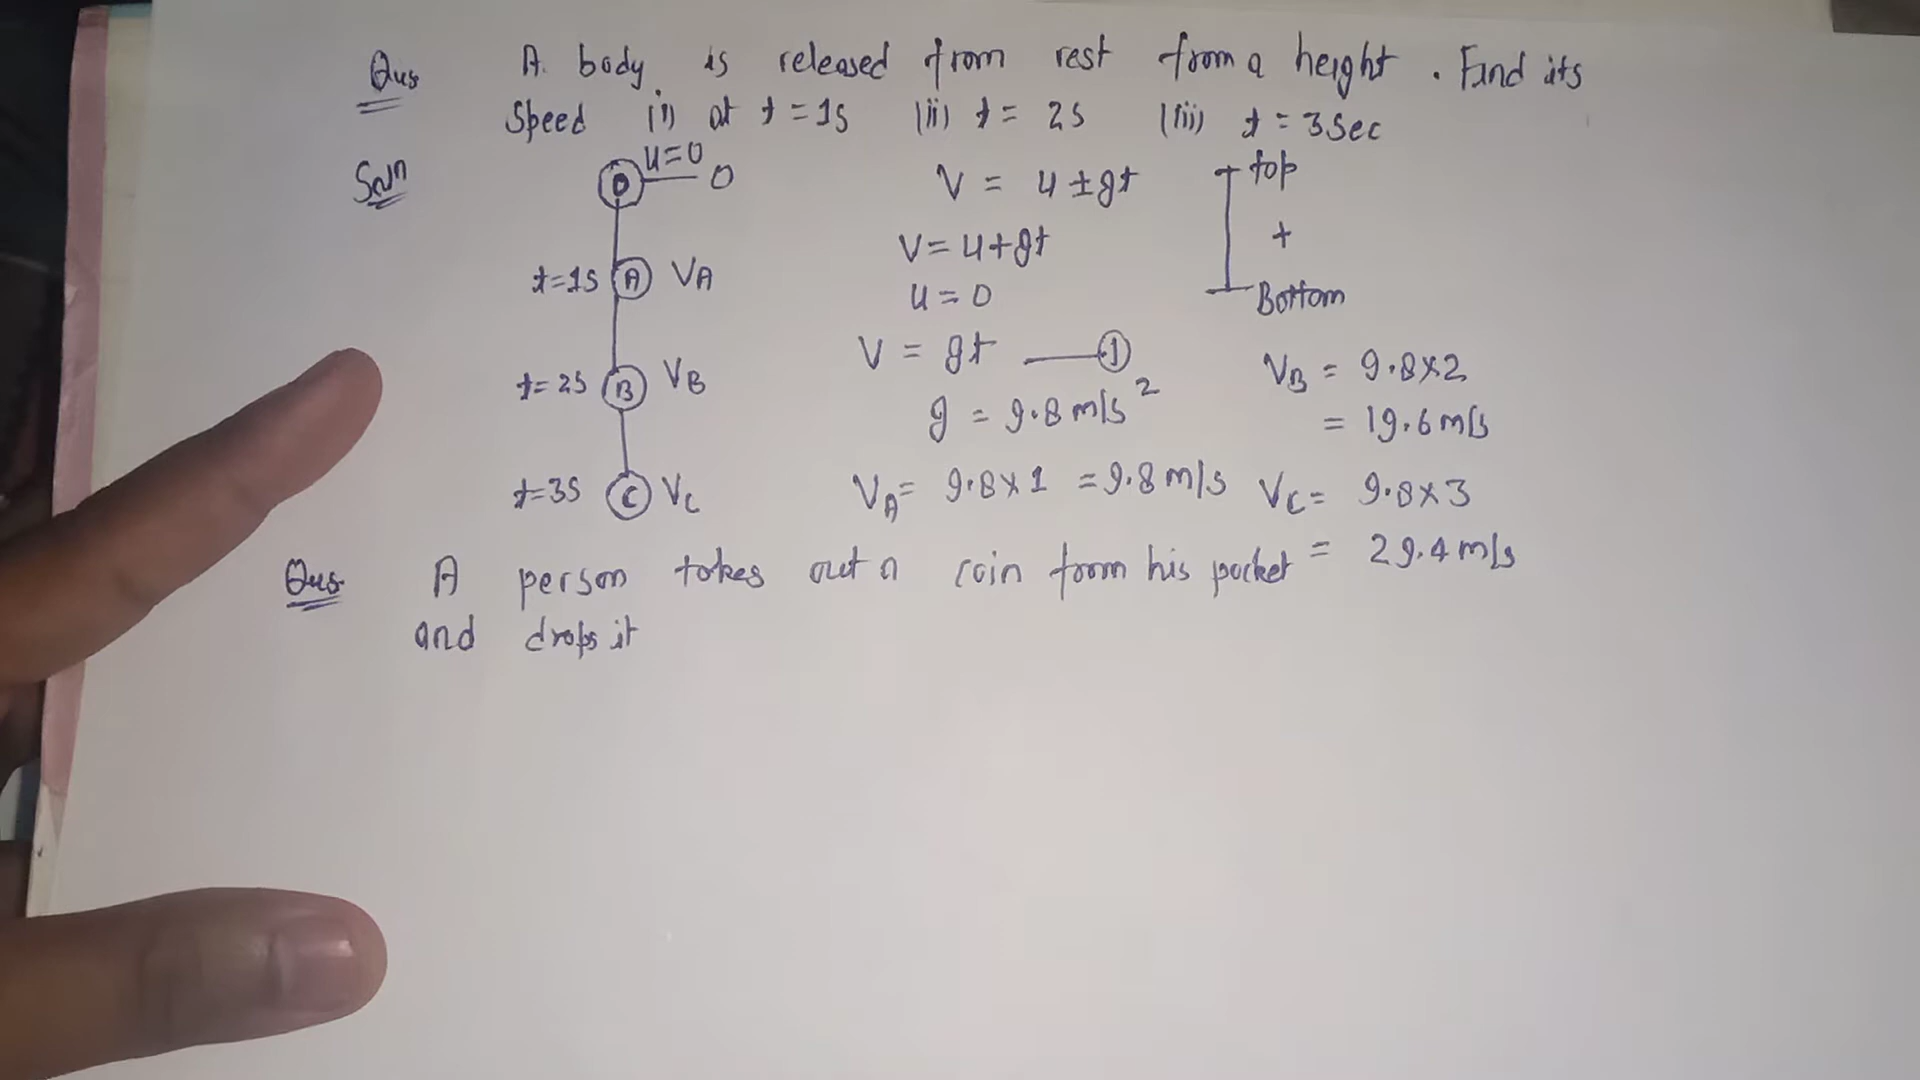 Ques A body is released from rest from a height. Find its
speed (i) at t = 1s (ii) t = 2s (iii) t = 3sec
Soln
u=0
O
t=1s A VA
t=2s B VB
t=3s C VC
V = u ± gt
V = u + gt
u = 0
V = gt ——①
g = 9.8 m/s²
VA = 9.8×1 = 9.8 m/s
top
+
Bottom
VB = 9.8×2
= 19.6 m/s
VC = 9.8×3
= 29.4 m/s
Ques A person takes out a coin from his pocket
and drops it